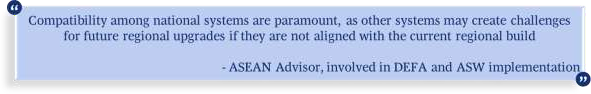 “
Compatibility among national systems are paramount, as other systems may create challenges
for future regional upgrades if they are not aligned with the current regional build
- ASEAN Advisor, involved in DEFA and ASW implementation
”